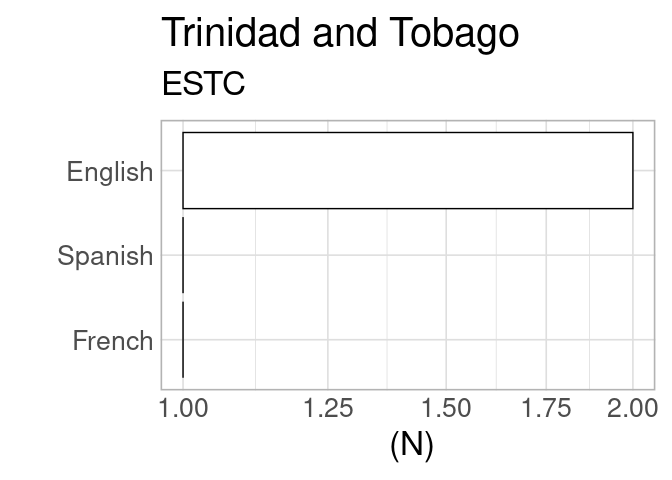 Trinidad and Tobago
ESTC
English
Spanish
French
1.00 1.25 1.50 1.75 2.00
(N)